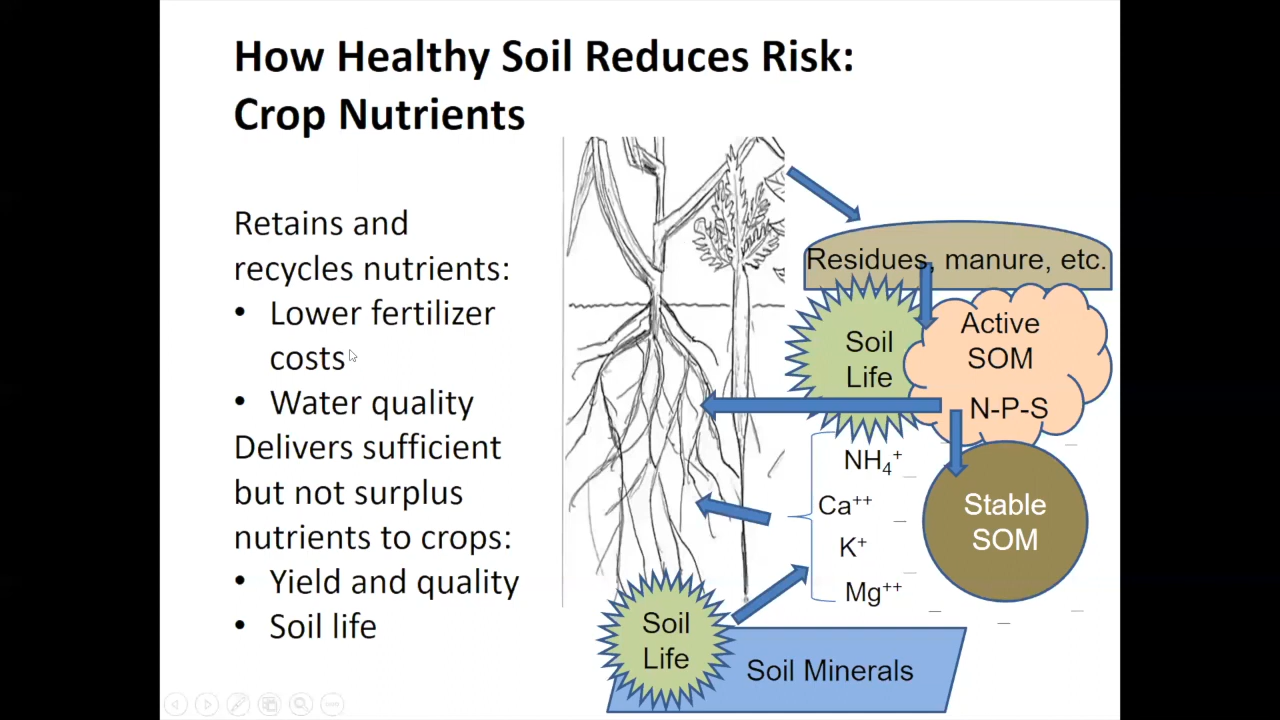 How Healthy Soil Reduces Risk:
Crop Nutrients
Retains and
recycles nutrients:
• Lower fertilizer
costs
• Water quality
Delivers sufficient
but not surplus
nutrients to crops:
• Yield and quality
• Soil life
Residues, manure, etc.
Soil
Life
Active
SOM
N-P-S
NH₄⁺
Ca⁺⁺
K⁺
Mg⁺⁺
Stable
SOM
Soil
Life
Soil Minerals